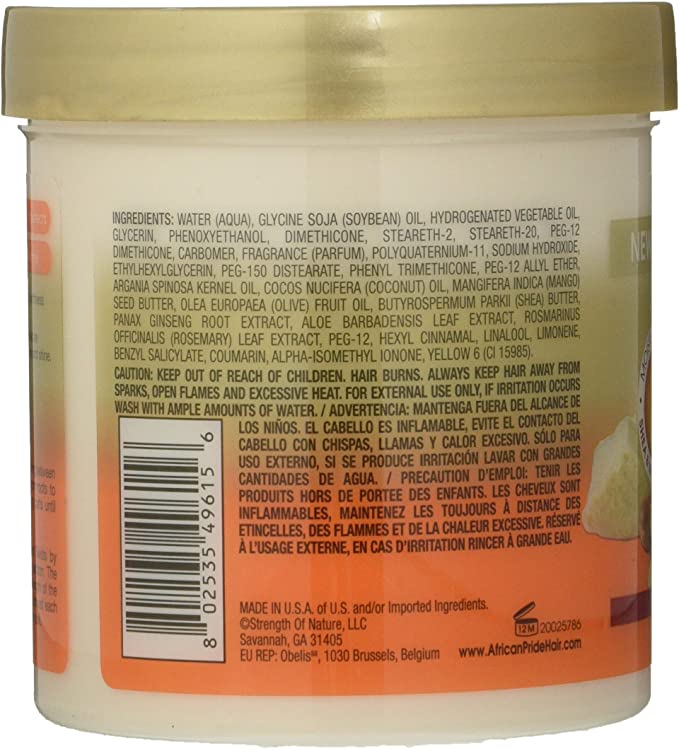 INGREDIENTS: WATER (AQUA), GLYCINE SOJA (SOYBEAN) OIL, HYDROGENATED VEGETABLE OIL,
GLYCERIN, PHENOXYETHANOL, DIMETHICONE, STEARETH-2, STEARETH-20, PEG-12
DIMETHICONE, CARBOMER, FRAGRANCE (PARFUM), POLYQUATERNIUM-11, SODIUM HYDROXIDE,
ETHYLHEXYLGLYCERIN, PEG-150 DISTEARATE, PHENYL TRIMETHICONE, PEG-12 ALLYL ETHER,
ARGANIA SPINOSA KERNEL OIL, COCOS NUCIFERA (COCONUT) OIL, MANGIFERA INDICA (MANGO)
SEED BUTTER, OLEA EUROPAEA (OLIVE) FRUIT OIL, BUTYROSPERMUM PARKII (SHEA) BUTTER,
PANAX GINSENG ROOT EXTRACT, ALOE BARBADENSIS LEAF EXTRACT, ROSMARINUS
OFFICINALIS (ROSEMARY) LEAF EXTRACT, PEG-12, HEXYL CINNAMAL, LINALOOL, LIMONENE,
BENZYL SALICYLATE, COUMARIN, ALPHA-ISOMETHYL IONONE, YELLOW 6 (CI 15985).
CAUTION: KEEP OUT OF REACH OF CHILDREN. HAIR BURNS. ALWAYS KEEP HAIR AWAY FROM
SPARKS, OPEN FLAMES AND EXCESSIVE HEAT. FOR EXTERNAL USE ONLY, IF IRRITATION OCCURS
WASH WITH AMPLE AMOUNTS OF WATER. / ADVERTENCIA: MANTENGA FUERA DEL ALCANCE DE
LOS NIÑOS. EL CABELLO ES INFLAMABLE, EVITE EL CONTACTO DEL
CABELLO CON CHISPAS, LLAMAS Y CALOR EXCESIVO. SÓLO PARA
USO EXTERNO, SI SE PRODUCE IRRITACIÓN LAVAR CON GRANDES
CANTIDADES DE AGUA. / PRECAUTION D'EMPLOI: TENIR LES
PRODUITS HORS DE PORTEE DES ENFANTS. LES CHEVEUX SONT
INFLAMMABLES, MAINTENEZ LES TOUJOURS À DISTANCE DES
ETINCELLES, DES FLAMMES ET DE LA CHALEUR EXCESSIVE. RÉSERVÉ
À L'USAGE EXTERNE, EN CAS D'IRRITATION RINCER À GRANDE EAU.
8 02535 49615 6
MADE IN U.S.A. of U.S. and/or Imported Ingredients.
©Strength Of Nature, LLC
Savannah, GA 31405
EU REP: Obelis, 1030 Brussels, Belgium
12M 20025786
www.AfricanPrideHair.com